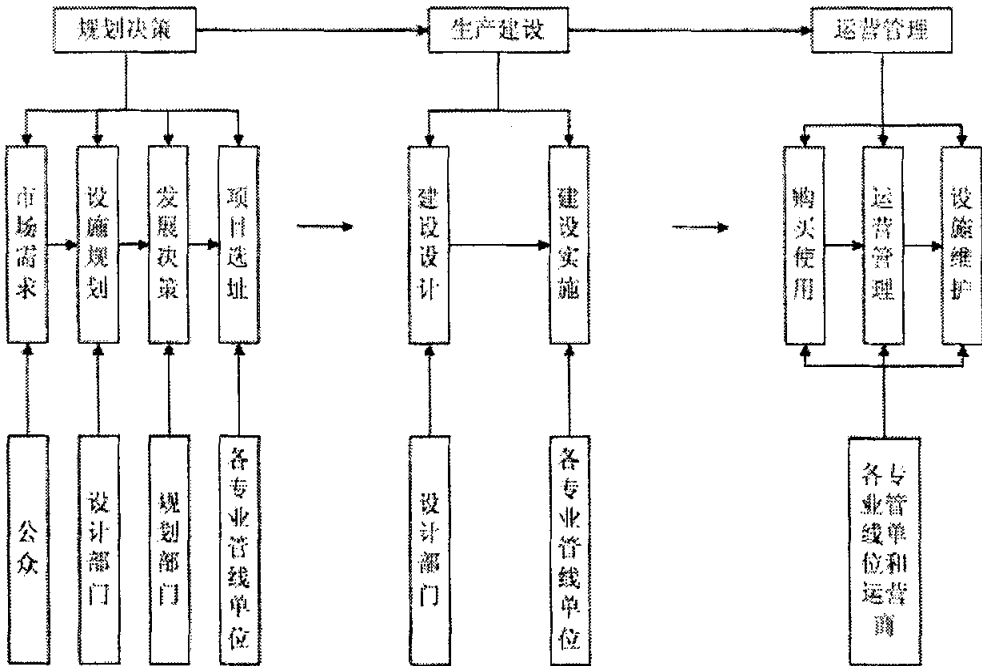 规划决策
生产建设
运营管理
市场需求
设施规划
发展决策
项目选址
建设设计
建设实施
购买使用
运营管理
设施维护
公众
设计部门
规划部门
各专业管线单位
设计部门
各专业管线单位
各专业管线单位和运营商